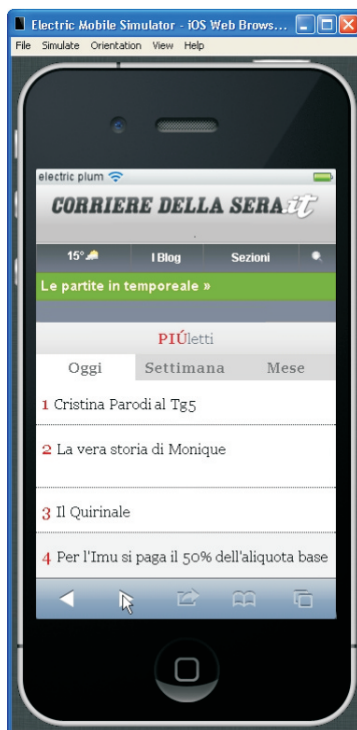 Electric Mobile Simulator - iOS Web Brows...
File Simulate Orientation View Help
electric plum
CORRIERE DELLA SERA.it
15° I Blog Sezioni
Le partite in temporeale »
PIÚletti
Oggi Settimana Mese
1 Cristina Parodi al Tg5
2 La vera storia di Monique
3 Il Quirinale
4 Per l'Imu si paga il 50% dell'aliquota base